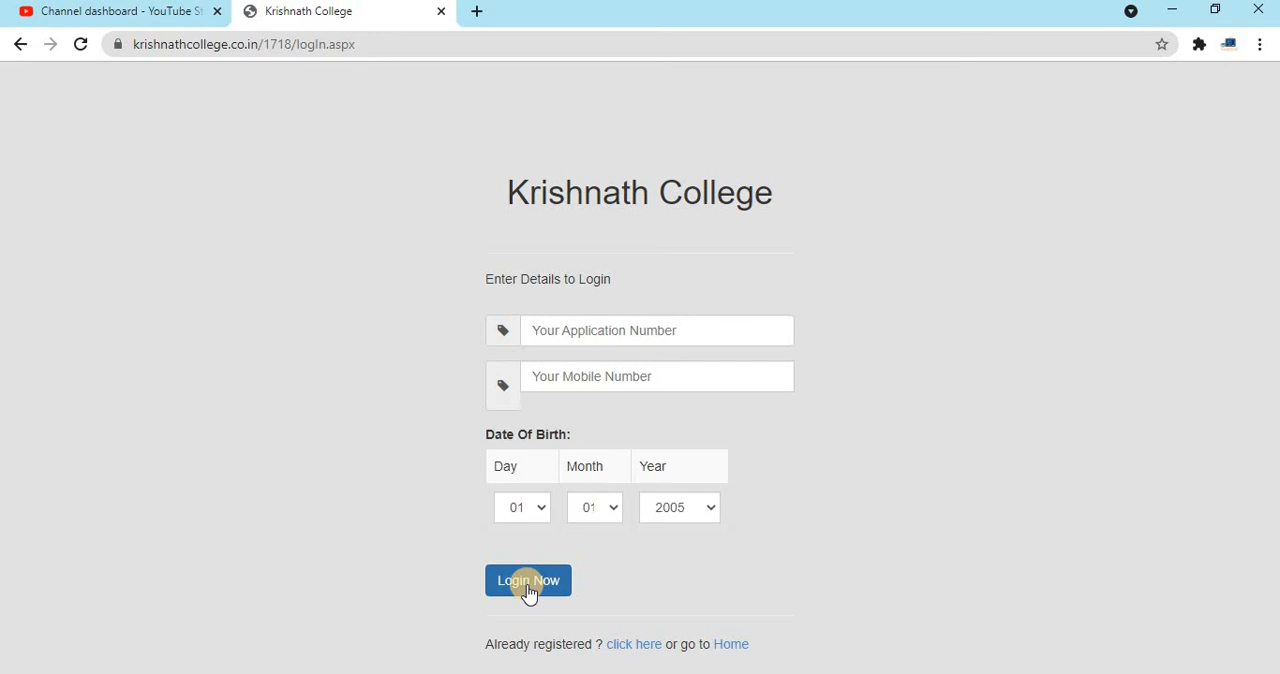 Channel dashboard - YouTube St
Krishnath College
krishnathcollege.co.in/1718/logIn.aspx
Krishnath College
Enter Details to Login
Your Application Number
Your Mobile Number
Date Of Birth:
Day Month Year
01 01 2005
Login Now
Already registered ? click here or go to Home